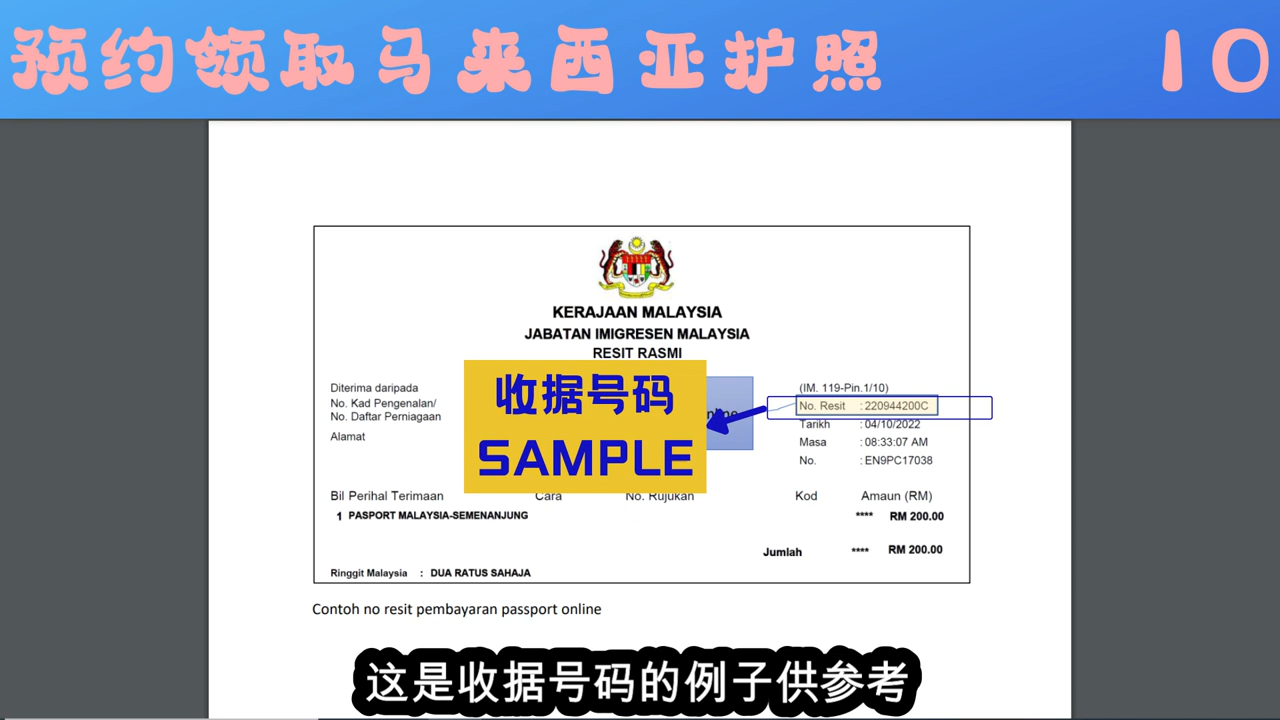 预约领取马来西亚护照 10
KERAJAAN MALAYSIA
JABATAN IMIGRESEN MALAYSIA
RESIT RASMI
Diterima daripada
No. Kad Pengenalan/
No. Daftar Perniagaan
Alamat
收据号码
SAMPLE
(IM. 119-Pin.1/10)
No. Resit : 220944200C
Tarikh : 04/10/2022
Masa : 08:33:07 AM
No. : EN9PC17038
Bil Perihal Terimaan Cara No. Rujukan Kod Amaun (RM)
1 PASPORT MALAYSIA-SEMENANJUNG **** RM 200.00
Jumlah **** RM 200.00
Ringgit Malaysia : DUA RATUS SAHAJA
Contoh no resit pembayaran passport online
这是收据号码的例子供参考